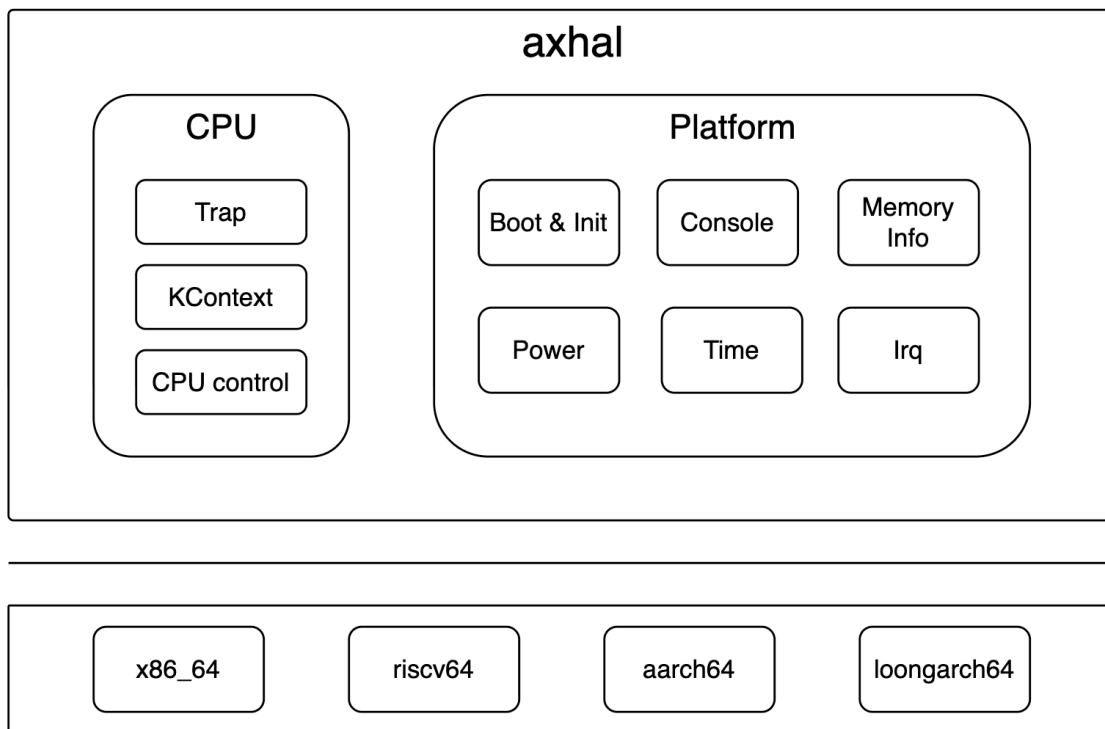 axhal
CPU
Trap
KContext
CPU control
Platform
Boot & Init
Console
Memory
Info
Power
Time
Irq
x86_64
riscv64
aarch64
loongarch64